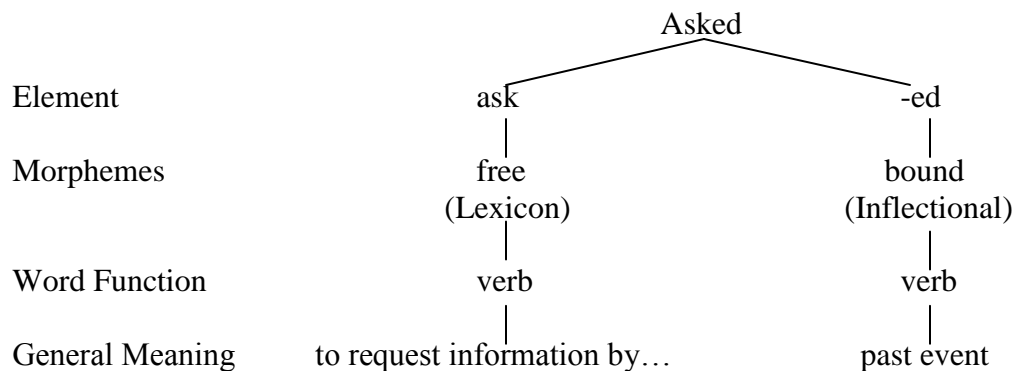 Asked
Element ask -ed
Morphemes free bound
(Lexicon) (Inflectional)
Word Function verb verb
General Meaning to request information by… past event